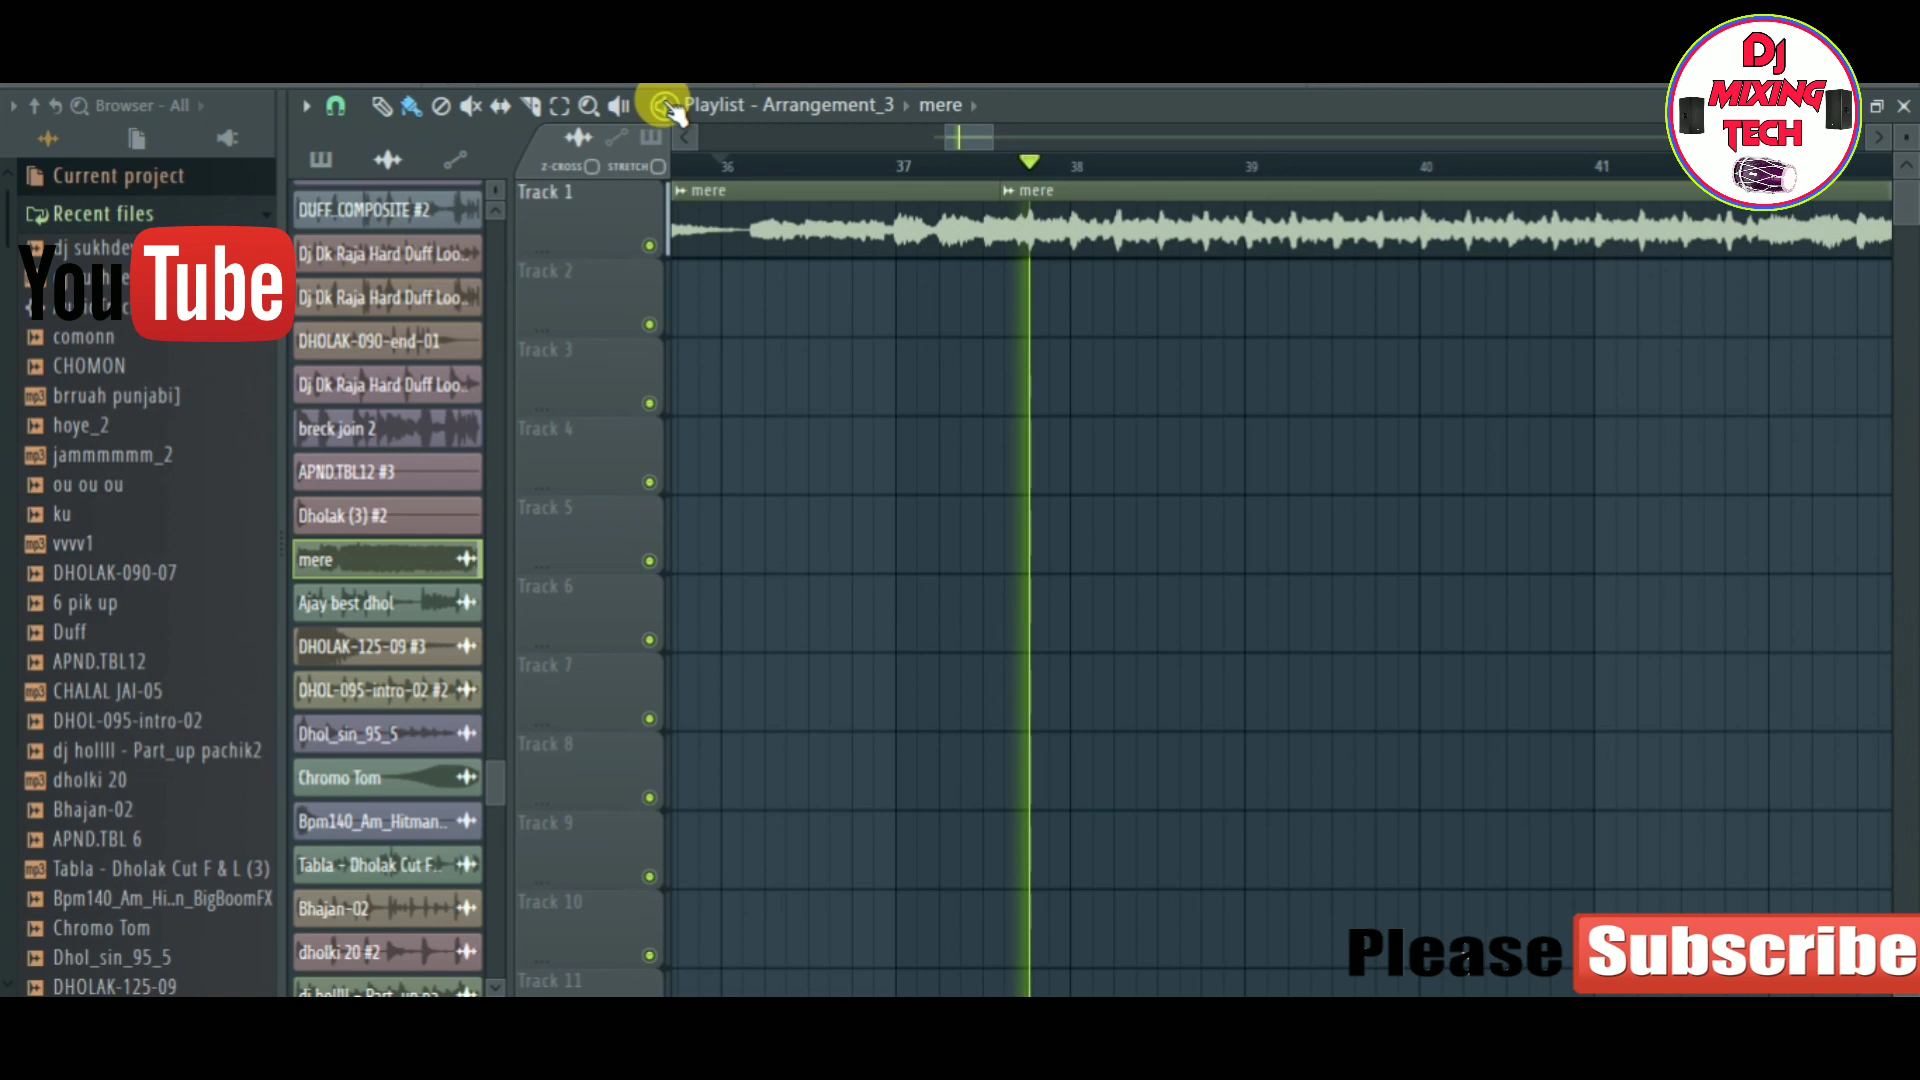 Browser - All
Playlist - Arrangement_3 ▸ mere
Dj
MIXING
TECH
Z-CROSS STRETCH
36 37 38 39 40 41
Current project
Recent files
comonn
CHOMON
brruah punjabi]
hoye_2
jammmmmm_2
ou ou ou
ku
vvvv1
DHOLAK-090-07
6 pik up
Duff
APND.TBL12
CHALAL JAI-05
DHOL-095-intro-02
dj hollll - Part_up pachik2
dholki 20
Bhajan-02
APND.TBL 6
Tabla - Dholak Cut F & L (3)
Bpm140_Am_Hi..n_BigBoomFX
Chromo Tom
Dhol_sin_95_5
DHOLAK-125-09
YouTube
DUFF_COMPOSITE #2
Dj Dk Raja Hard Duff Loo..
Dj Dk Raja Hard Duff Loo..
DHOLAK-090-end-01
Dj Dk Raja Hard Duff Loo..
breck join 2
APND.TBL12 #3
Dholak (3) #2
mere
Ajay best dhol
DHOLAK-125-09 #3
DHOL-095-intro-02 #2
Dhol_sin_95_5
Chromo Tom
Bpm140_Am_Hitman..
Tabla - Dholak Cut F..
Bhajan-02
dholki 20 #2
dj hollll - Part_up pa..
Track 1
mere
mere
Track 2
Track 3
Track 4
Track 5
Track 6
Track 7
Track 8
Track 9
Track 10
Track 11
Please Subscribe